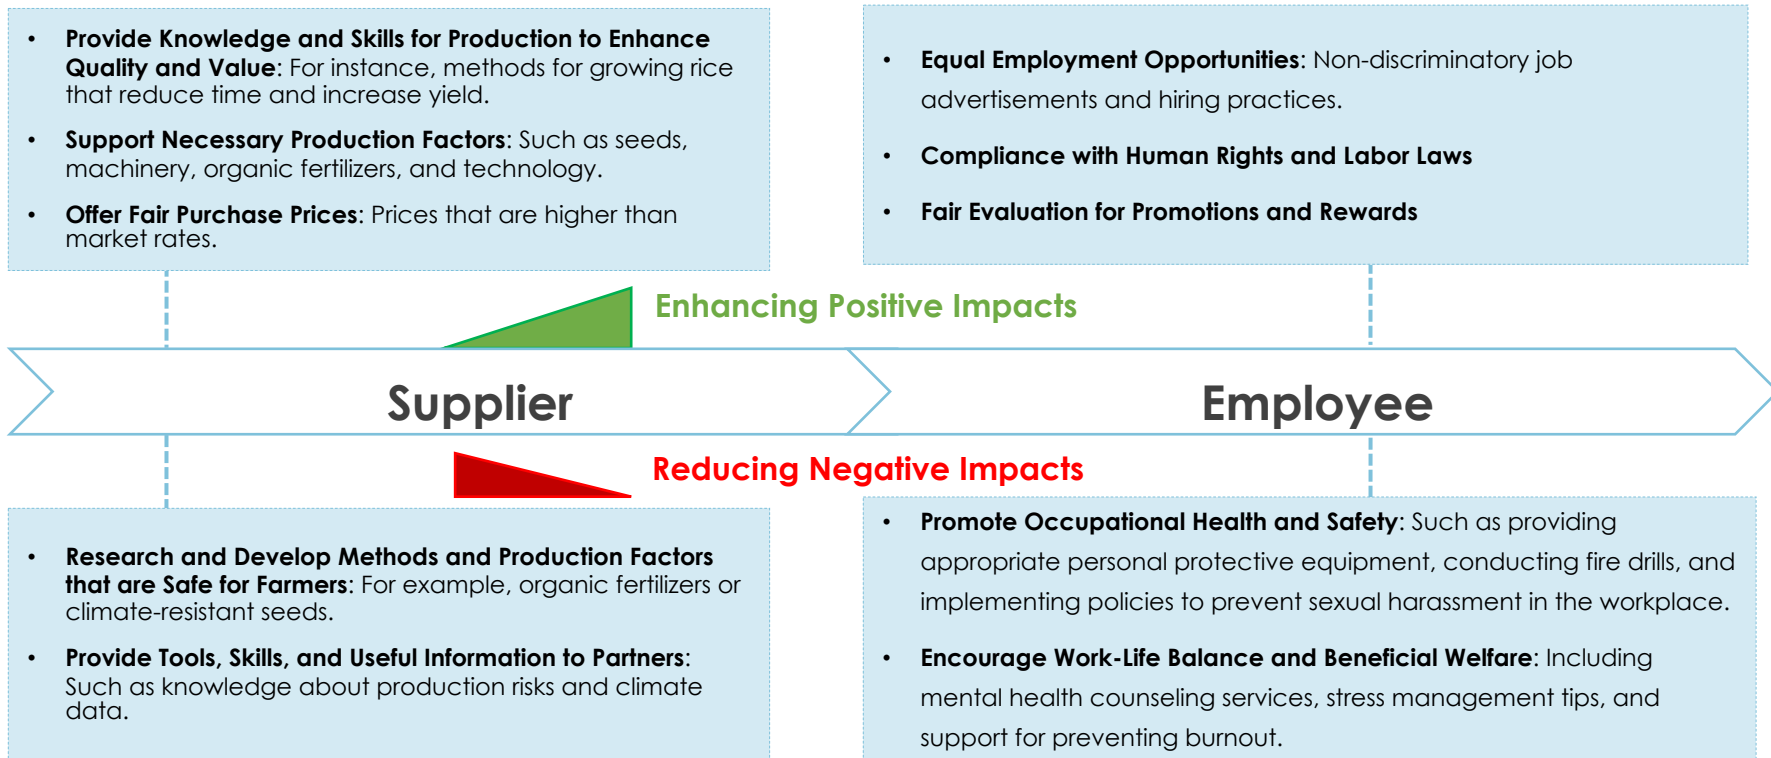 • Provide Knowledge and Skills for Production to Enhance
Quality and Value: For instance, methods for growing rice
that reduce time and increase yield.
• Support Necessary Production Factors: Such as seeds,
machinery, organic fertilizers, and technology.
• Offer Fair Purchase Prices: Prices that are higher than
market rates.
• Equal Employment Opportunities: Non-discriminatory job
advertisements and hiring practices.
• Compliance with Human Rights and Labor Laws
• Fair Evaluation for Promotions and Rewards
Enhancing Positive Impacts
Supplier
Employee
Reducing Negative Impacts
• Research and Develop Methods and Production Factors
that are Safe for Farmers: For example, organic fertilizers or
climate-resistant seeds.
• Provide Tools, Skills, and Useful Information to Partners:
Such as knowledge about production risks and climate
data.
• Promote Occupational Health and Safety: Such as providing
appropriate personal protective equipment, conducting fire drills, and
implementing policies to prevent sexual harassment in the workplace.
• Encourage Work-Life Balance and Beneficial Welfare: Including
mental health counseling services, stress management tips, and
support for preventing burnout.